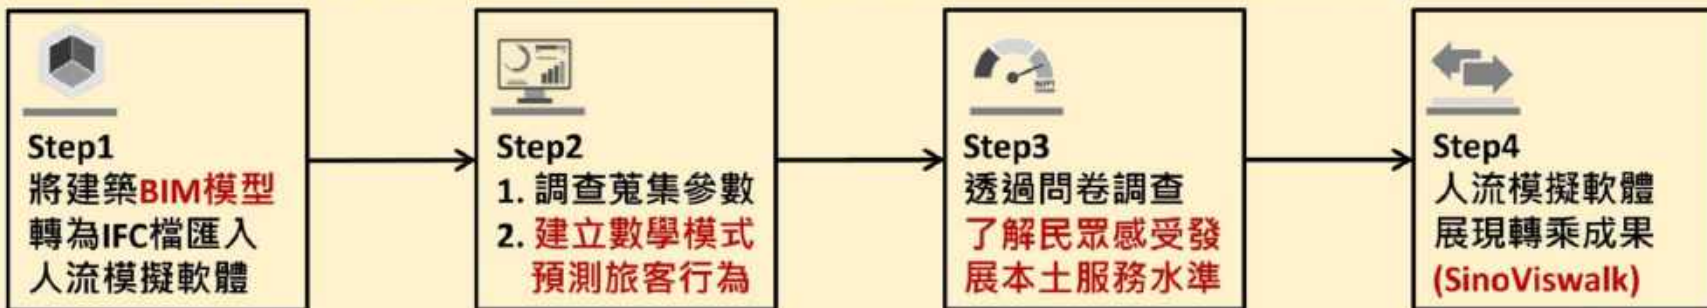 Step1
將建築BIM模型
轉為IFC檔匯入
人流模擬軟體
Step2
1. 調查蒐集參數
2. 建立數學模式
預測旅客行為
Step3
透過問卷調查
了解民眾感受發
展本土服務水準
Step4
人流模擬軟體
展現轉乘成果
(SinoViswalk)